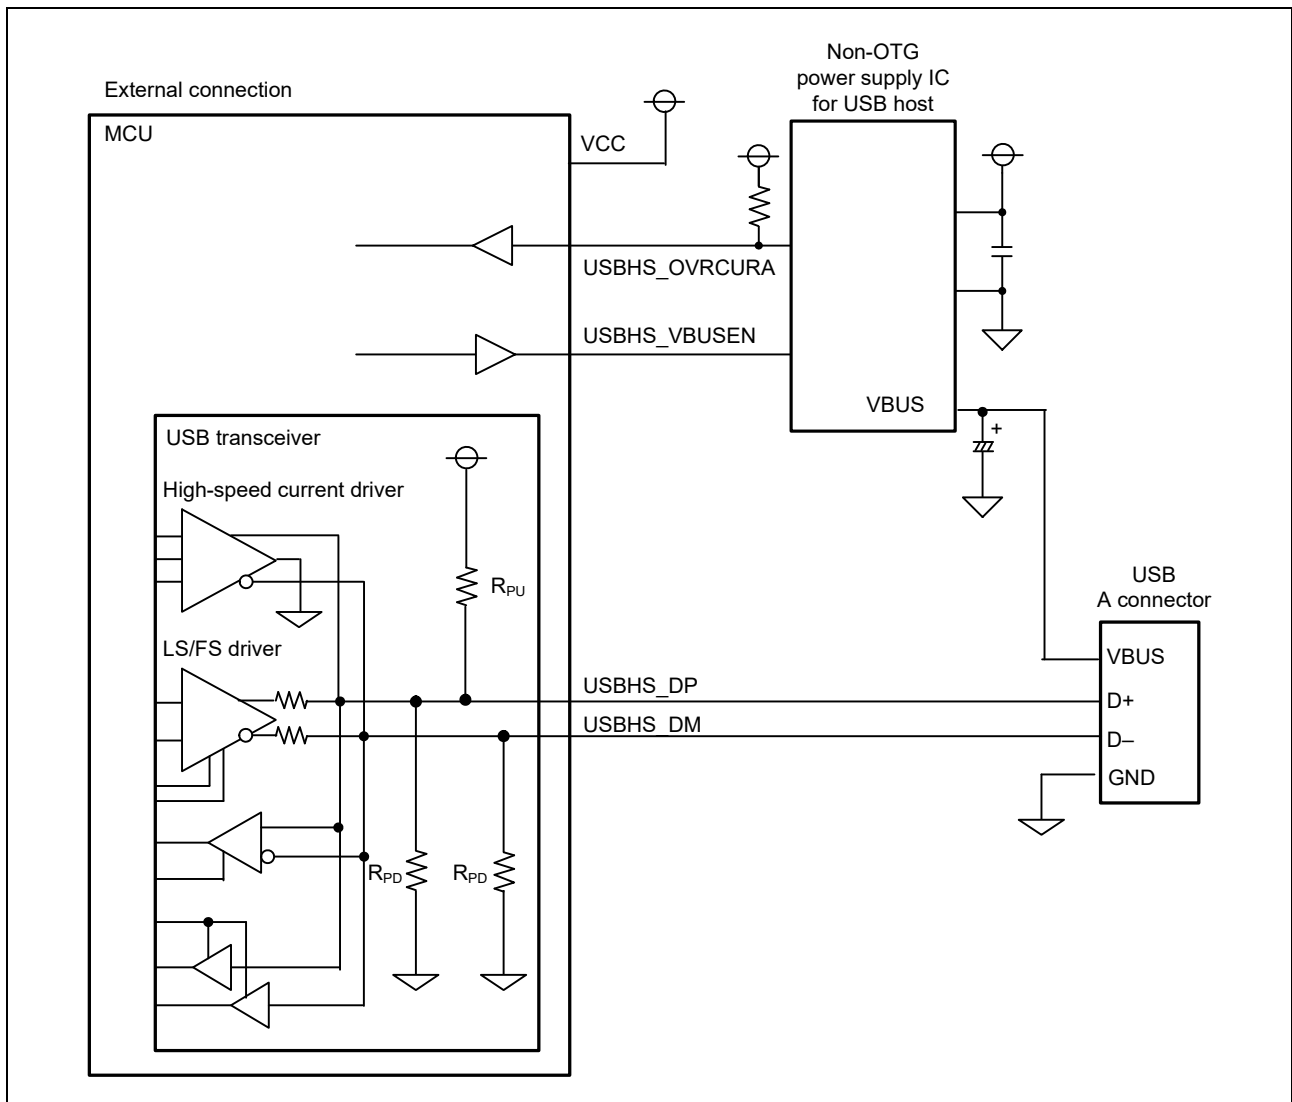 Non-OTG
power supply IC
for USB host
External connection
MCU
VCC
USBHS_OVRCURA
USBHS_VBUSEN
VBUS
+
USB transceiver
High-speed current driver
RPU
USB
A connector
LS/FS driver
VBUS
USBHS_DP
D+
USBHS_DM
D–
GND
RPD
RPD